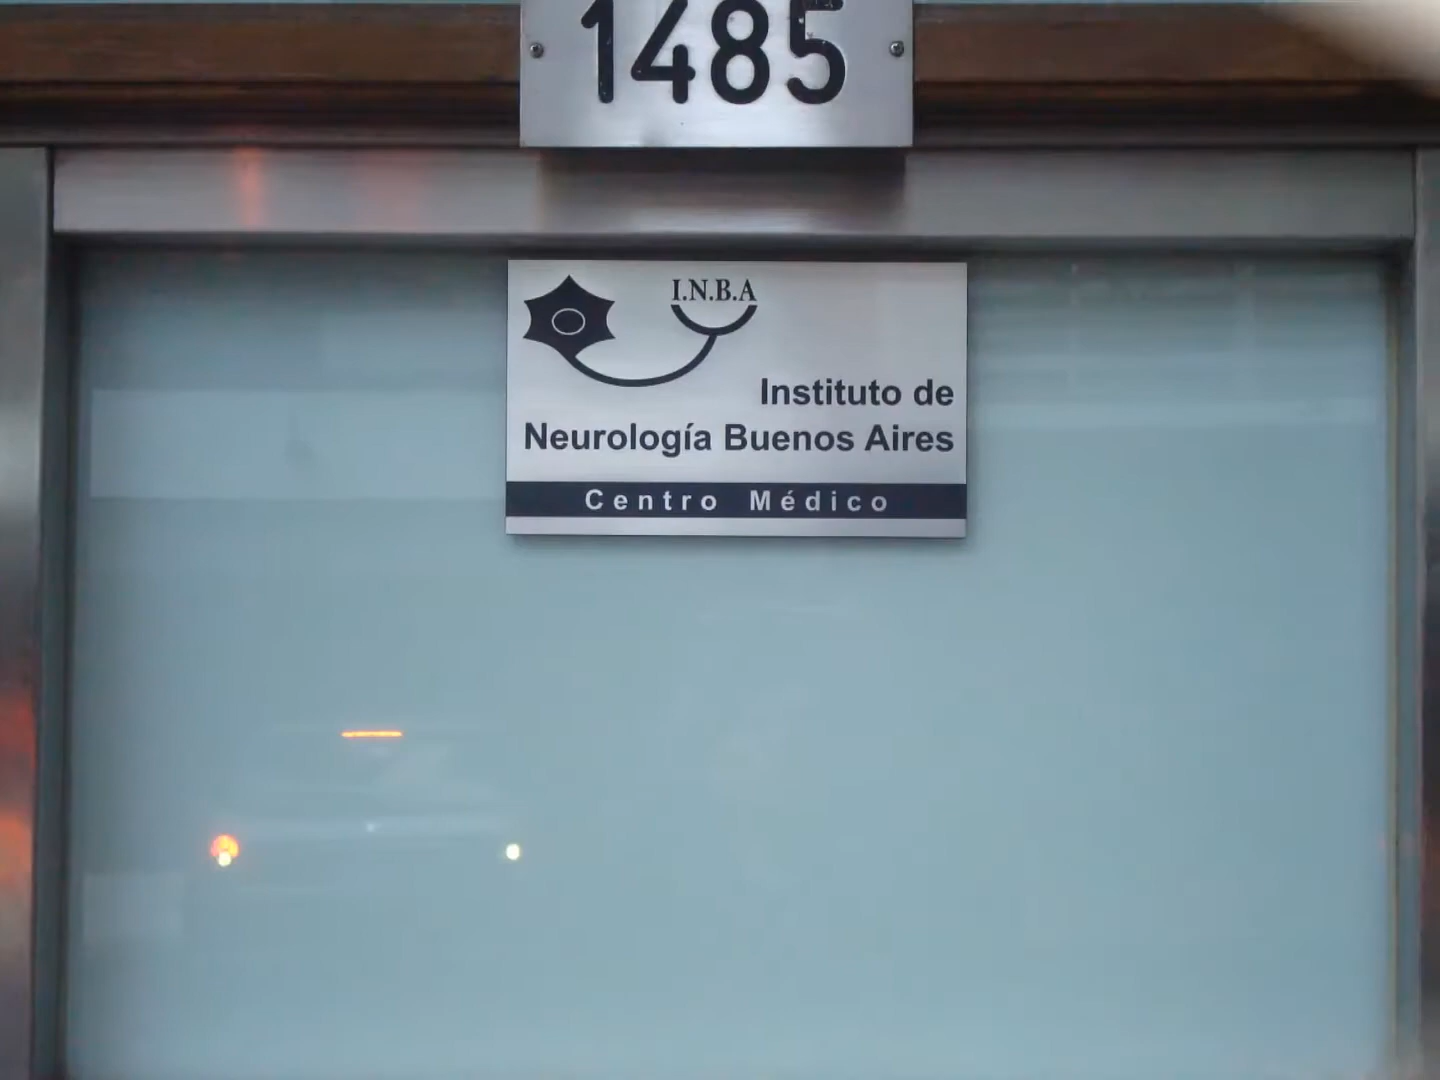 1485
I.N.B.A
Instituto de
Neurología Buenos Aires
Centro Médico